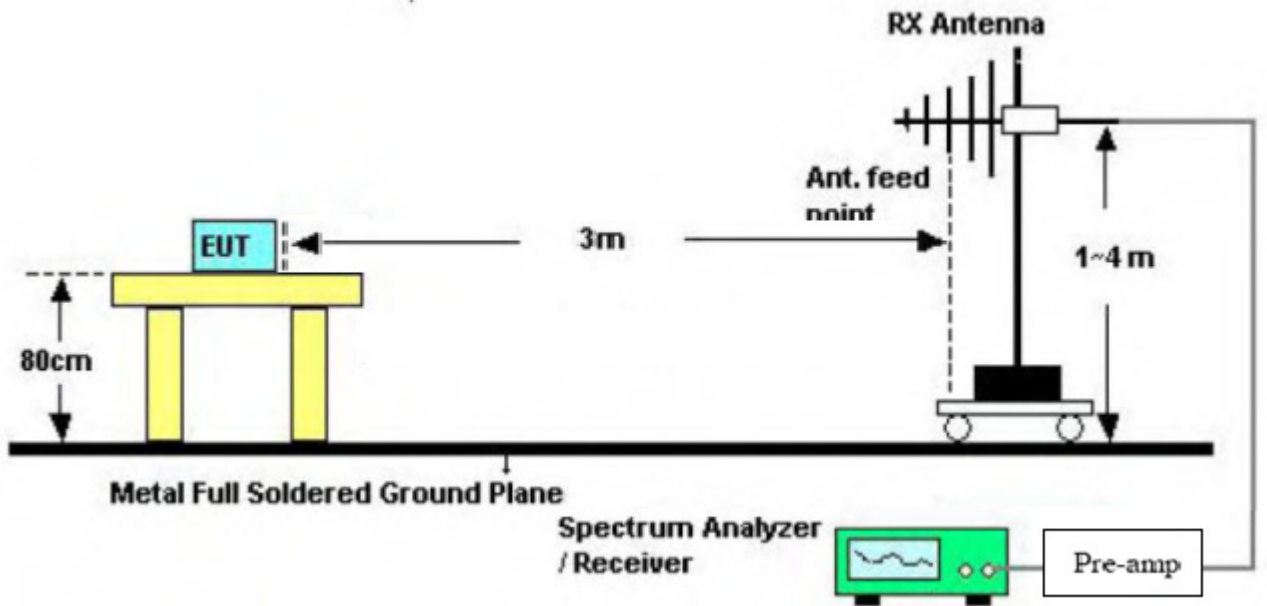 RX Antenna
Ant. feed
point
EUT
3m
1~4 m
80cm
Metal Full Soldered Ground Plane
Spectrum Analyzer
/ Receiver
Pre-amp